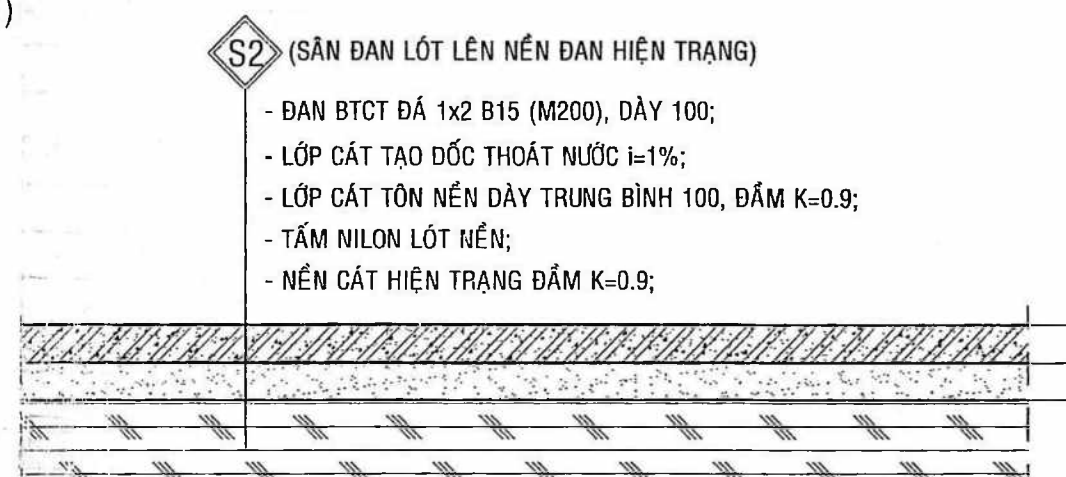 )
S2 (SÂN ĐAN LÓT LÊN NỀN ĐAN HIỆN TRẠNG)
- ĐAN BTCT ĐÁ 1x2 B15 (M200), DÀY 100;
- LỚP CÁT TẠO DỐC THOÁT NƯỚC i=1%;
- LỚP CÁT TÔN NỀN DÀY TRUNG BÌNH 100, ĐẦM K=0.9;
- TẤM NILON LÓT NỀN;
- NỀN CÁT HIỆN TRẠNG ĐẦM K=0.9;